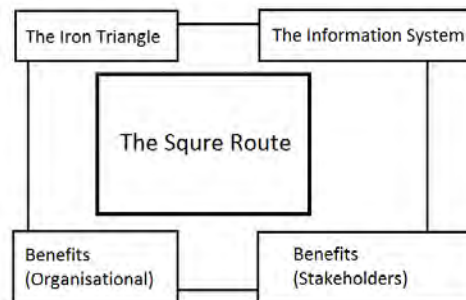 The Iron Triangle
The Information System
The Squre Route
Benefits
(Organisational)
Benefits
(Stakeholders)